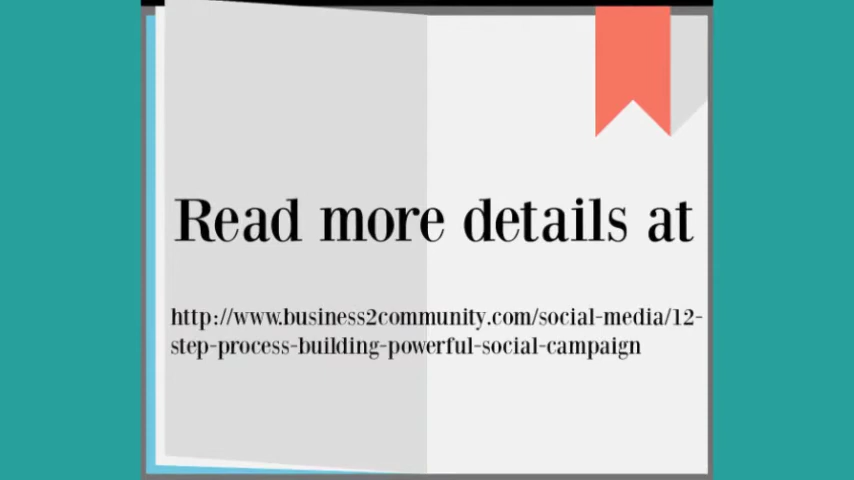 Read more details at
http://www.business2community.com/social-media/12-
step-process-building-powerful-social-campaign